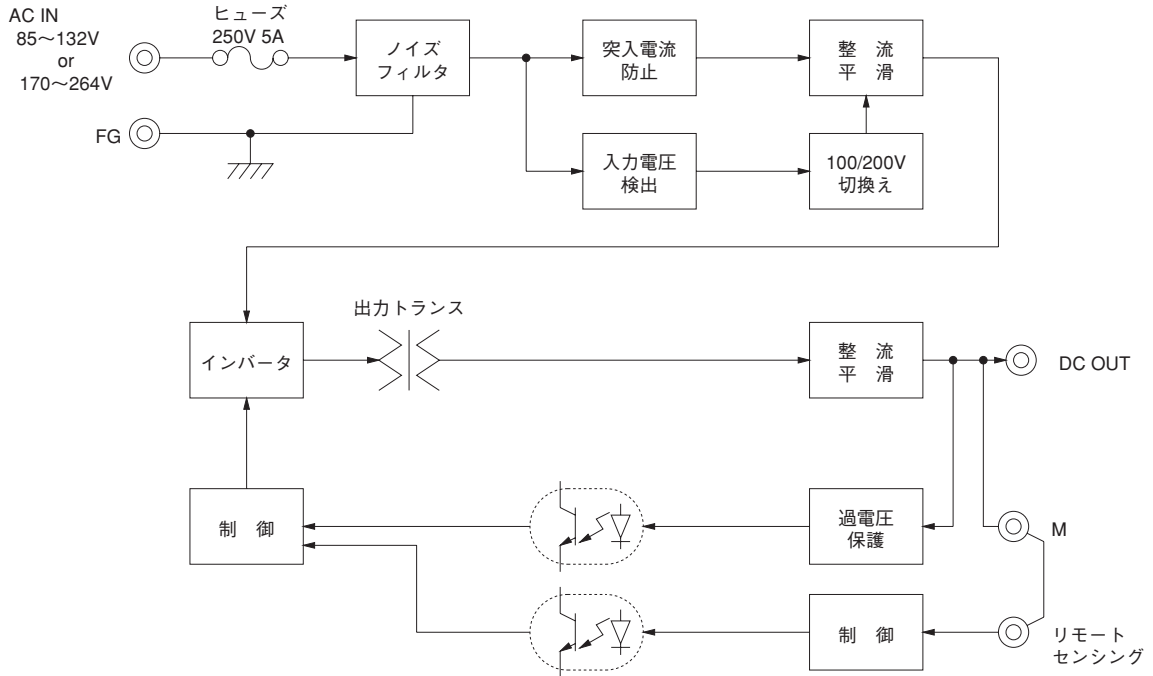 AC IN
85～132V
or
170～264V
ヒューズ
250V 5A
ノイズ
フィルタ
突入電流
防止
整　流
平　滑
FG
入力電圧
検出
100/200V
切換え
出力トランス
インバータ
整　流
平　滑
DC OUT
制　御
過電圧
保護
M
制　御
リモート
センシング